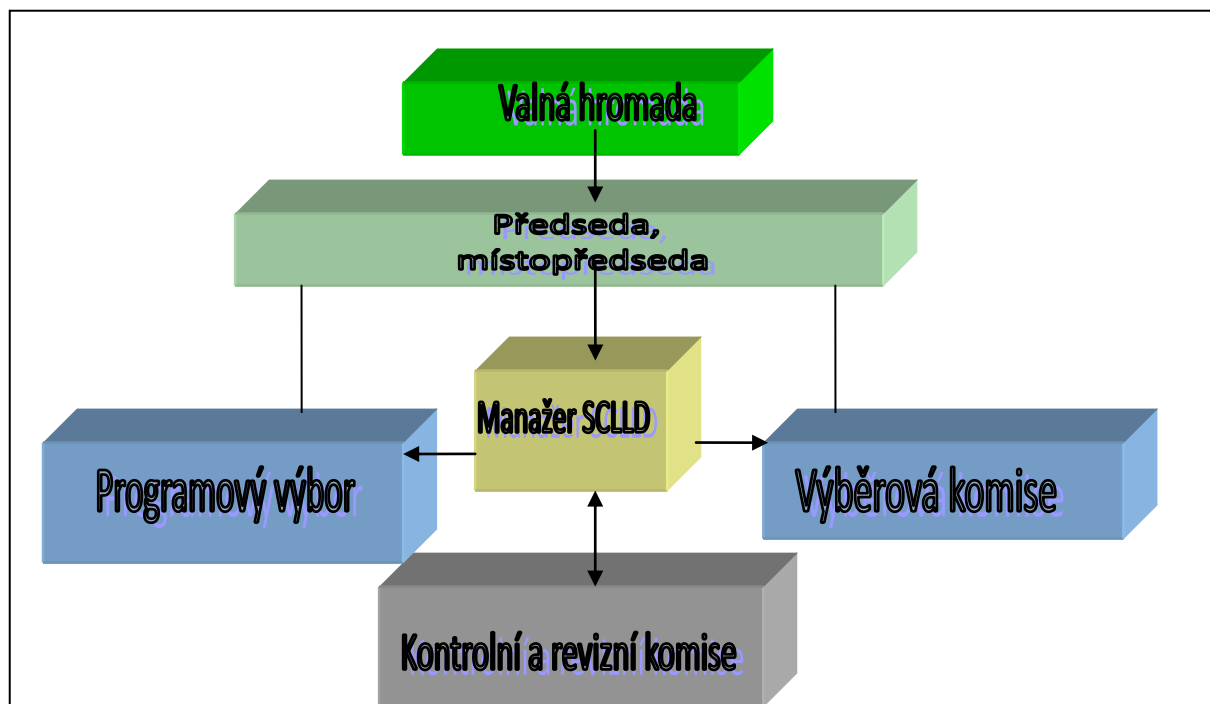 Valná hromada
Předseda,
místopředseda
Manažer SCLLD
Programový výbor
Výběrová komise
Kontrolní a revizní komise